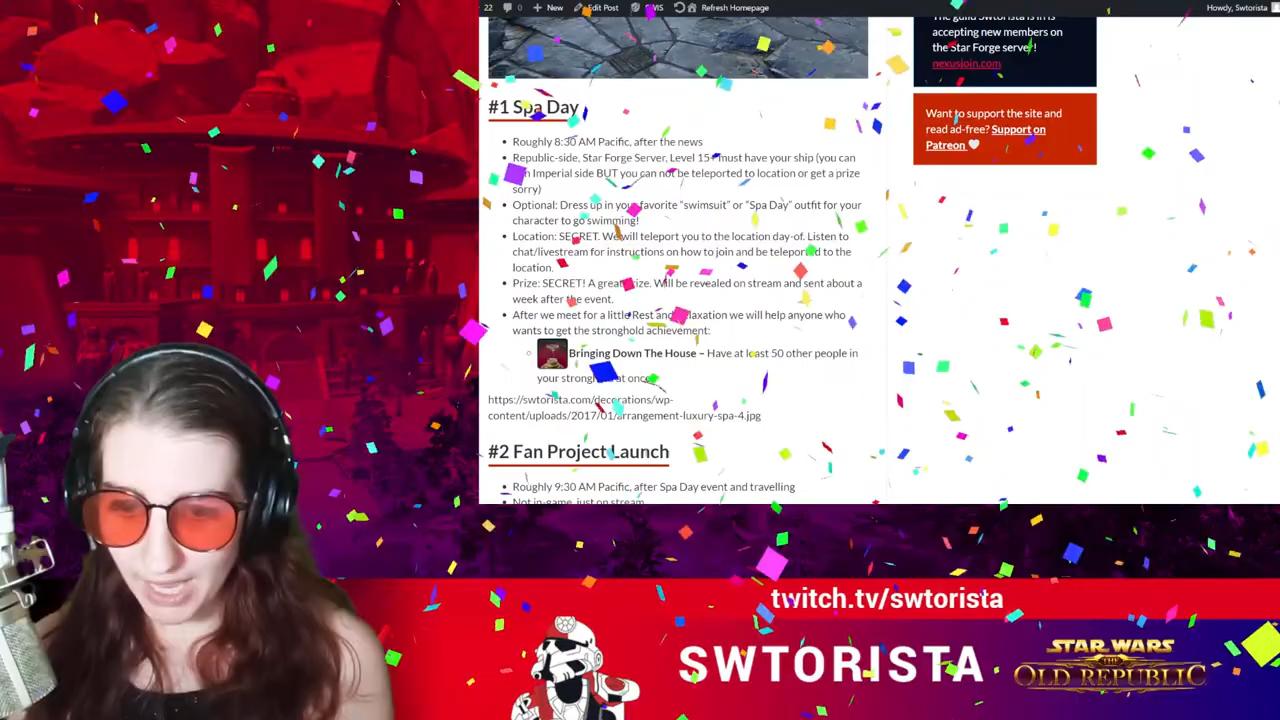 22 0 + New Edit Post Refresh Homepage Howdy, Swtorista
The guild Swtorista is in is
accepting new members on
the Star Forge server!
nexusjoin.com
Want to support the site and
read ad-free? Support on
Patreon
#1 Spa Day
Roughly 8:30 AM Pacific, after the news
Republic-side, Star Forge Server, Level 15+ must have your ship (you can
Imperial side BUT you can not be teleported to location or get a prize
sorry)
Optional: Dress up in your favorite "swimsuit" or "Spa Day" outfit for your
character to go swimming!
Location: SECRET. We will teleport you to the location day-of. Listen to
chat/livestream for instructions on how to join and be teleported to the
location.
Prize: SECRET! A great prize. Will be revealed on stream and sent about a
week after the event.
After we meet for a little Rest and Relaxation we will help anyone who
wants to get the stronghold achievement:
Bringing Down The House – Have at least 50 other people in
your stronghold at once
https://swtorista.com/decorations/wp-
content/uploads/2017/01/arrangement-luxury-spa-4.jpg
#2 Fan Project Launch
Roughly 9:30 AM Pacific, after Spa Day event and travelling
Not in-game, just on stream
twitch.tv/swtorista
SWTORISTA
STAR WARS
THE
OLD REPUBLIC